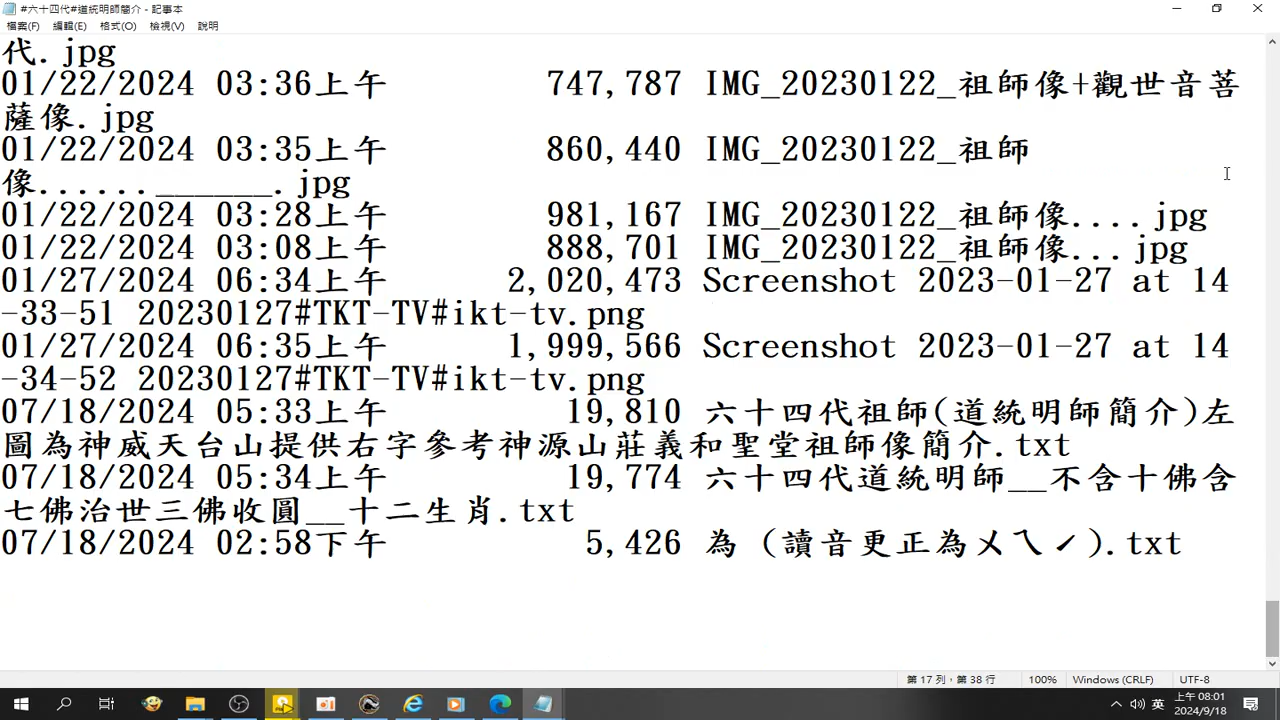 #六十四代#道統明師簡介 - 記事本
檔案(F) 編輯(E) 格式(O) 檢視(V) 說明
代.jpg
01/22/2024 03:36上午 747,787 IMG_20230122_祖師像+觀世音菩
薩像.jpg
01/22/2024 03:35上午 860,440 IMG_20230122_祖師
像......______.jpg
01/22/2024 03:28上午 981,167 IMG_20230122_祖師像....jpg
01/22/2024 03:08上午 888,701 IMG_20230122_祖師像...jpg
01/27/2024 06:34上午 2,020,473 Screenshot 2023-01-27 at 14
-33-51 20230127#TKT-TV#ikt-tv.png
01/27/2024 06:35上午 1,999,566 Screenshot 2023-01-27 at 14
-34-52 20230127#TKT-TV#ikt-tv.png
07/18/2024 05:33上午 19,810 六十四代祖師(道統明師簡介)左
圖為神威天台山提供右字參考神源山莊義和聖堂祖師像簡介.txt
07/18/2024 05:34上午 19,774 六十四代道統明師__不含十佛含
七佛治世三佛收圓__十二生肖.txt
07/18/2024 02:58下午 5,426 為（讀音更正為ㄨㄟˊ).txt
第 17 列，第 38 行 100% Windows (CRLF) UTF-8
英 上午 08:01
2024/9/18